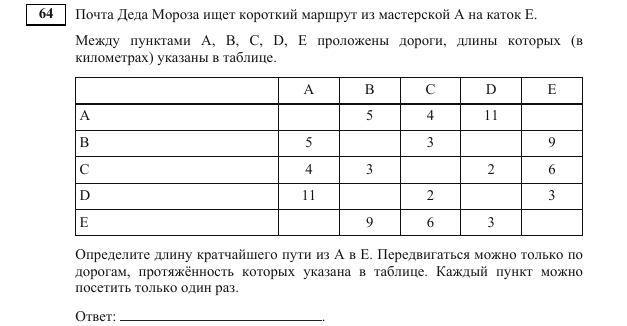 64 Почта Деда Мороза ищет короткий маршрут из мастерской A на каток E.
Между пунктами A, B, C, D, E проложены дороги, длины которых (в
километрах) указаны в таблице.
A B C D E
A 5 4 11
B 5 3 9
C 4 3 2 6
D 11 2 3
E 9 6 3
Определите длину кратчайшего пути из A в E. Передвигаться можно только по
дорогам, протяжённость которых указана в таблице. Каждый пункт можно
посетить только один раз.
Ответ: ___________________________.